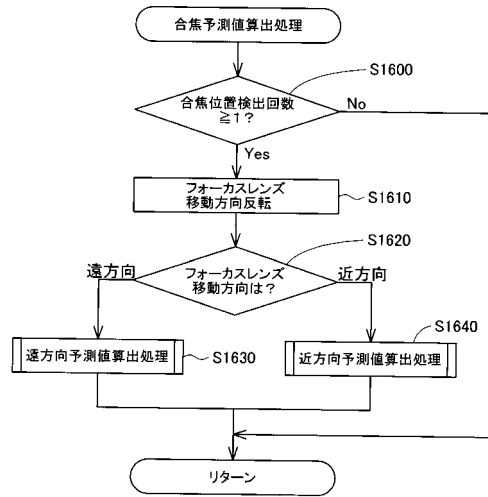 合焦予測値算出処理
S1600
合焦位置検出回数
≧1?
No
Yes
フォーカスレンズ
移動方向反転
S1610
S1620
遠方向
フォーカスレンズ
移動方向は?
近方向
S1640
遠方向予測値算出処理
S1630
近方向予測値算出処理
リターン